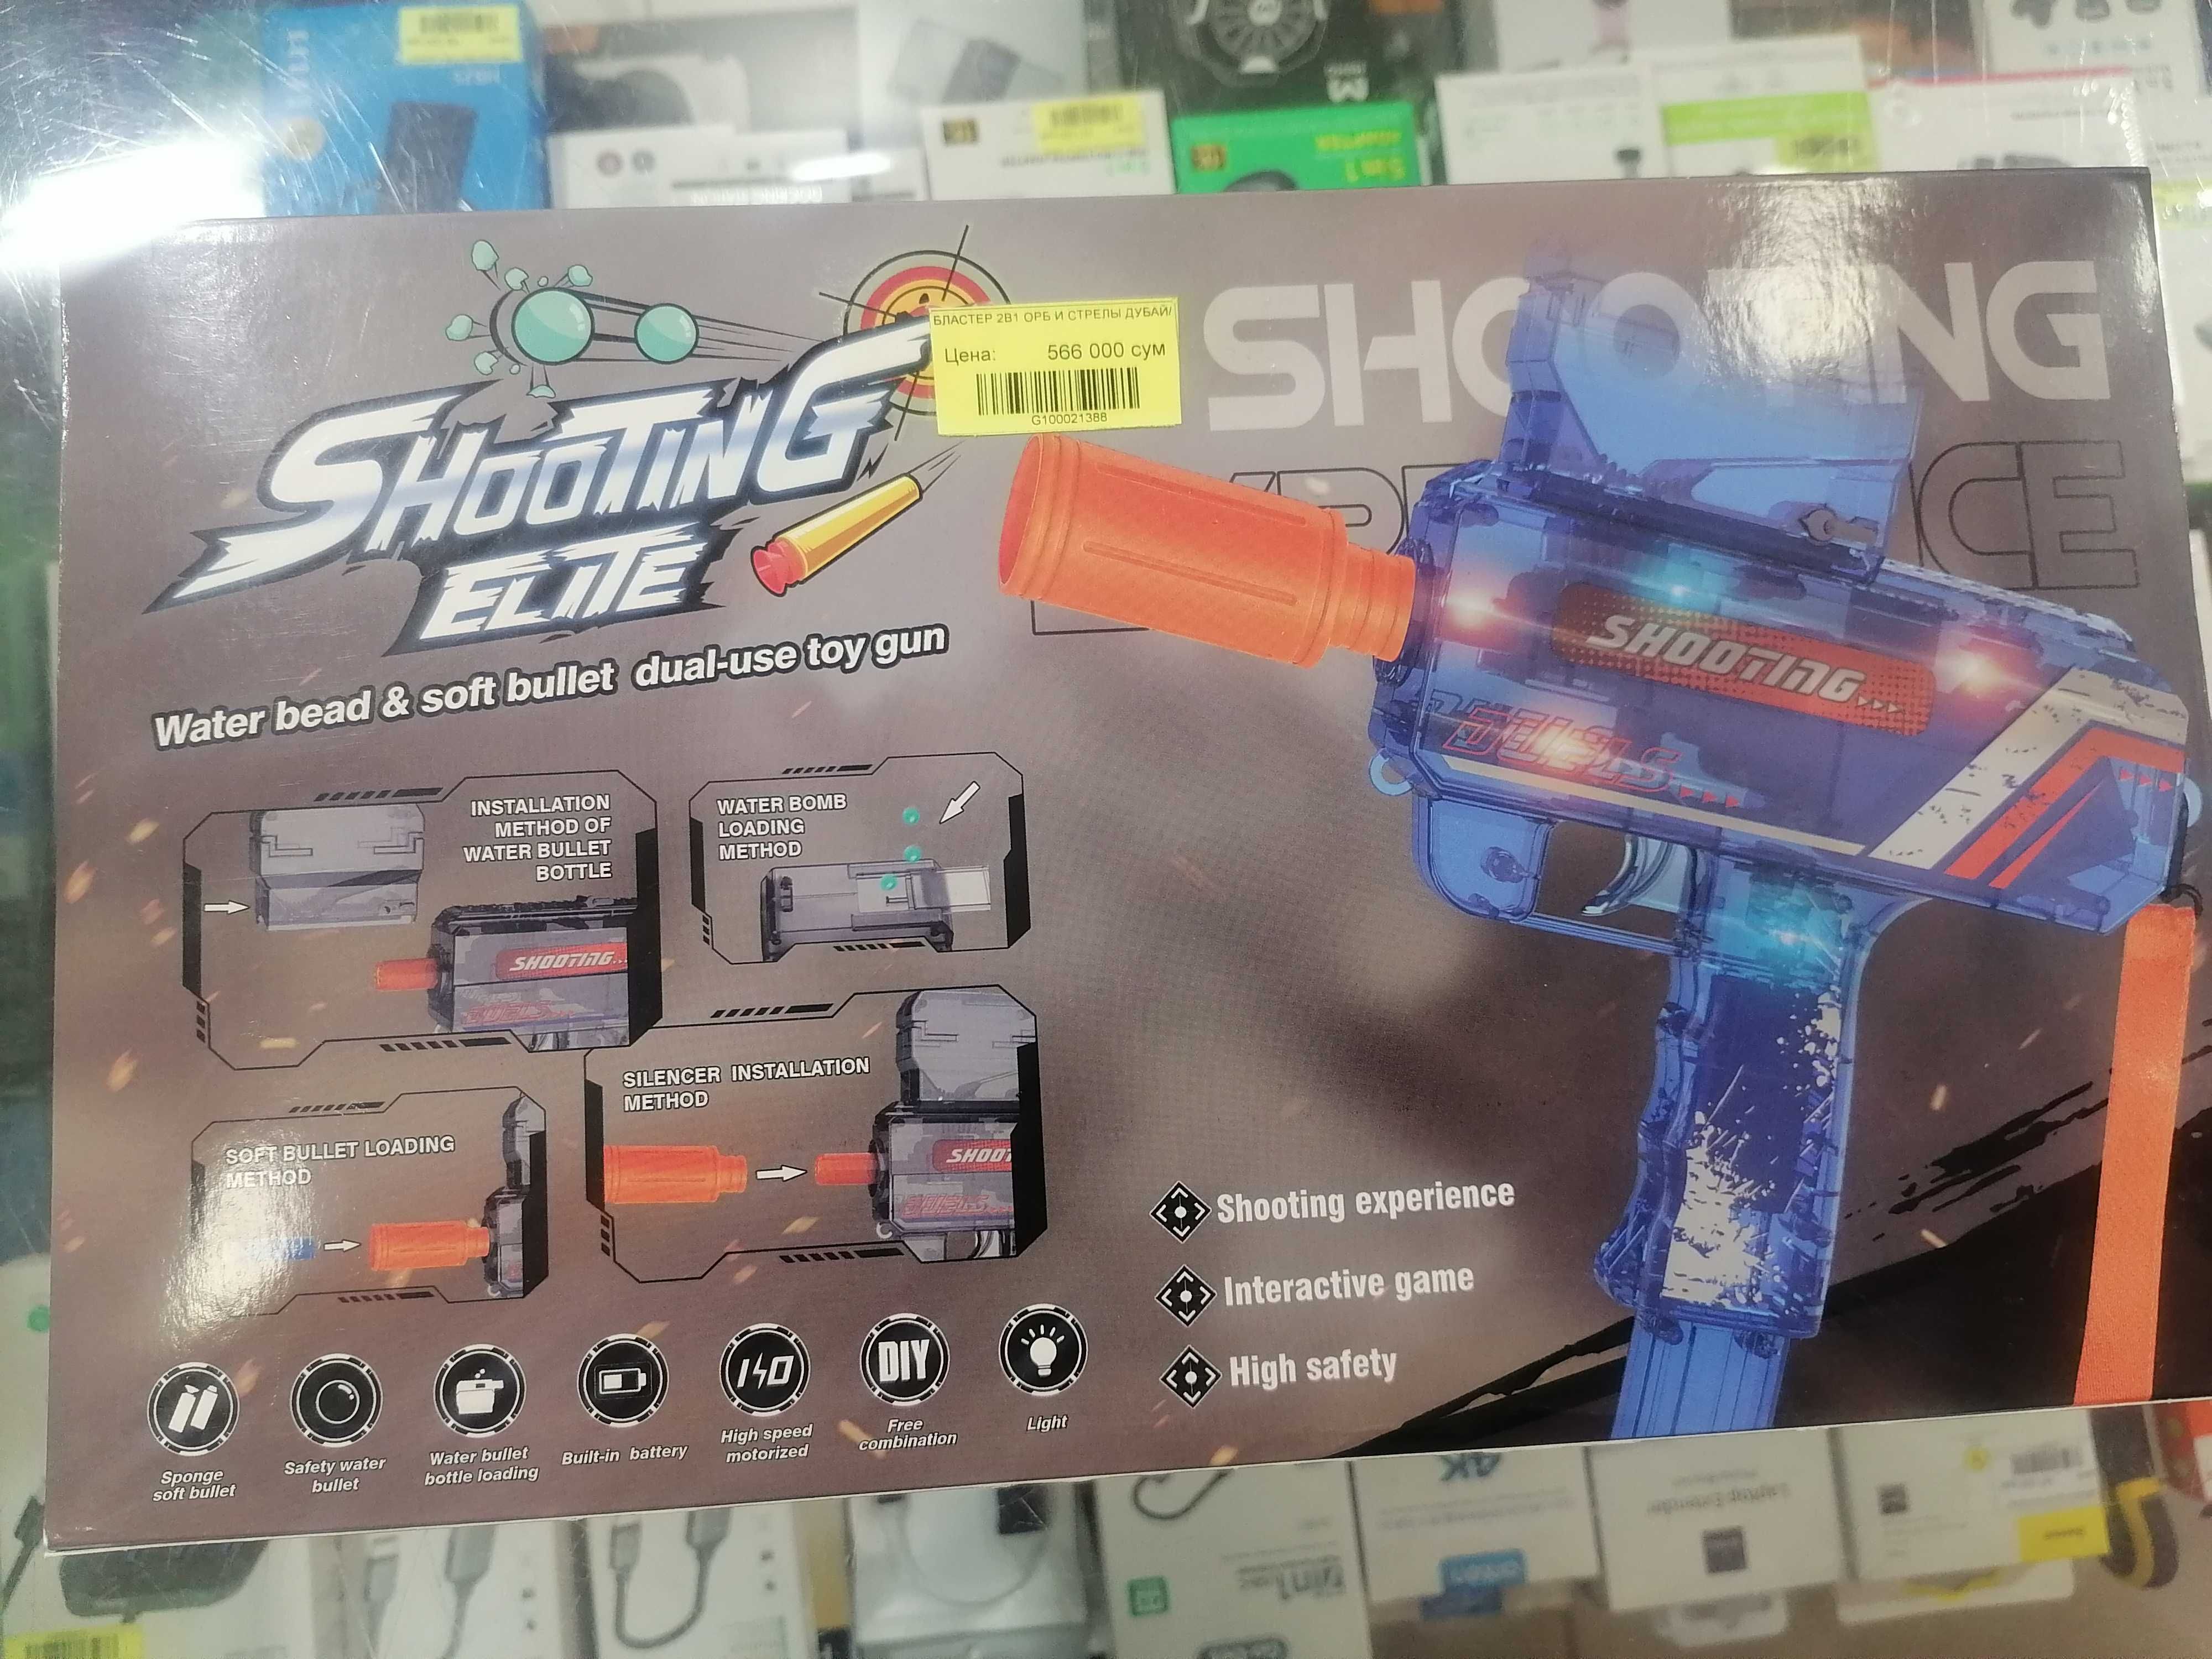 БЛАСТЕР 2В1 ОРБ И СТРЕЛЫ ДУБАЙ/
Цена: 566 000 сум
G100021388
SHOOTING
SHOOTING
ELITE
Water bead & soft bullet dual-use toy gun
SHOOTING
DUELS
INSTALLATION
METHOD OF
WATER BULLET
BOTTLE
SHOOTING...
WATER BOMB
LOADING
METHOD
SOFT BULLET LOADING
METHOD
SILENCER INSTALLATION
METHOD
SHOOT
Shooting experience
Interactive game
High safety
DIY
Sponge
soft bullet
Safety water
bullet
Water bullet
bottle loading
Built-in battery
High speed
motorized
Free
combination
Light
4K